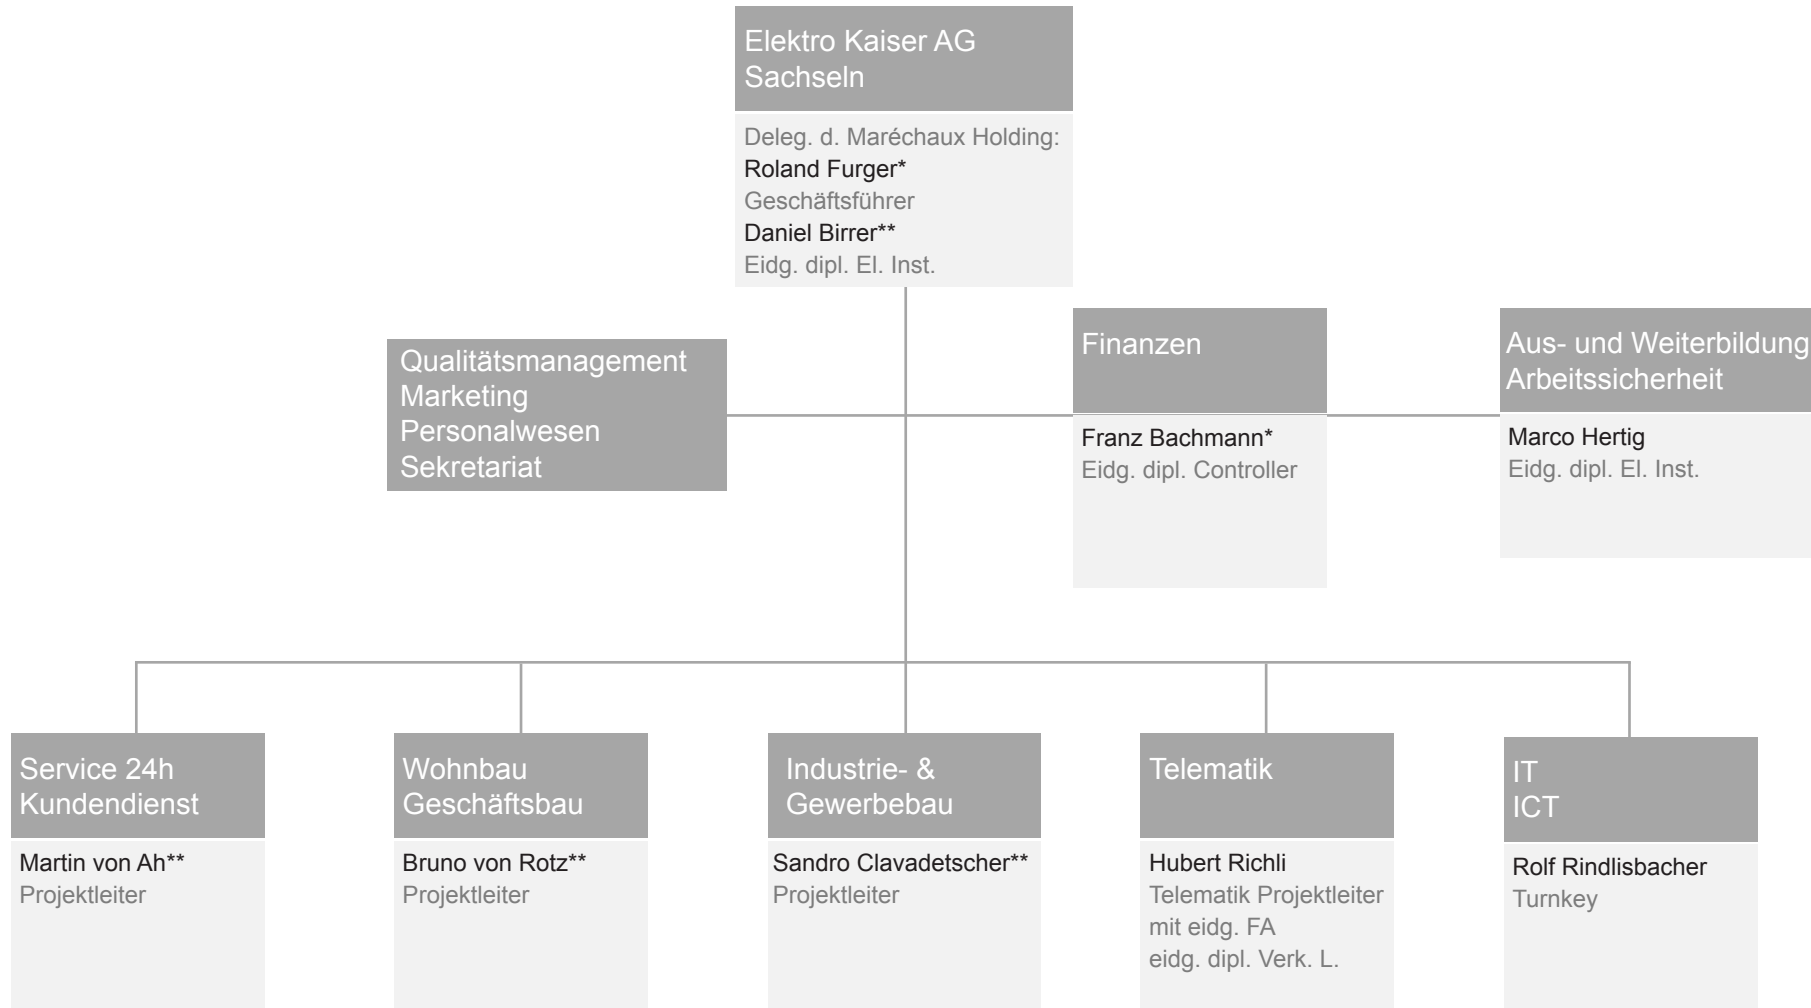 Elektro Kaiser AG
Sachseln
Deleg. d. Maréchaux Holding:
Roland Furger*
Geschäftsführer
Daniel Birrer**
Eidg. dipl. El. Inst.
Qualitätsmanagement
Marketing
Personalwesen
Sekretariat
Finanzen
Franz Bachmann*
Eidg. dipl. Controller
Aus- und Weiterbildung
Arbeitssicherheit
Marco Hertig
Eidg. dipl. El. Inst.
Service 24h
Kundendienst
Martin von Ah**
Projektleiter
Wohnbau
Geschäftsbau
Bruno von Rotz**
Projektleiter
Industrie- &
Gewerbebau
Sandro Clavadetscher**
Projektleiter
Telematik
Hubert Richli
Telematik Projektleiter
mit eidg. FA
eidg. dipl. Verk. L.
IT
ICT
Rolf Rindlisbacher
Turnkey